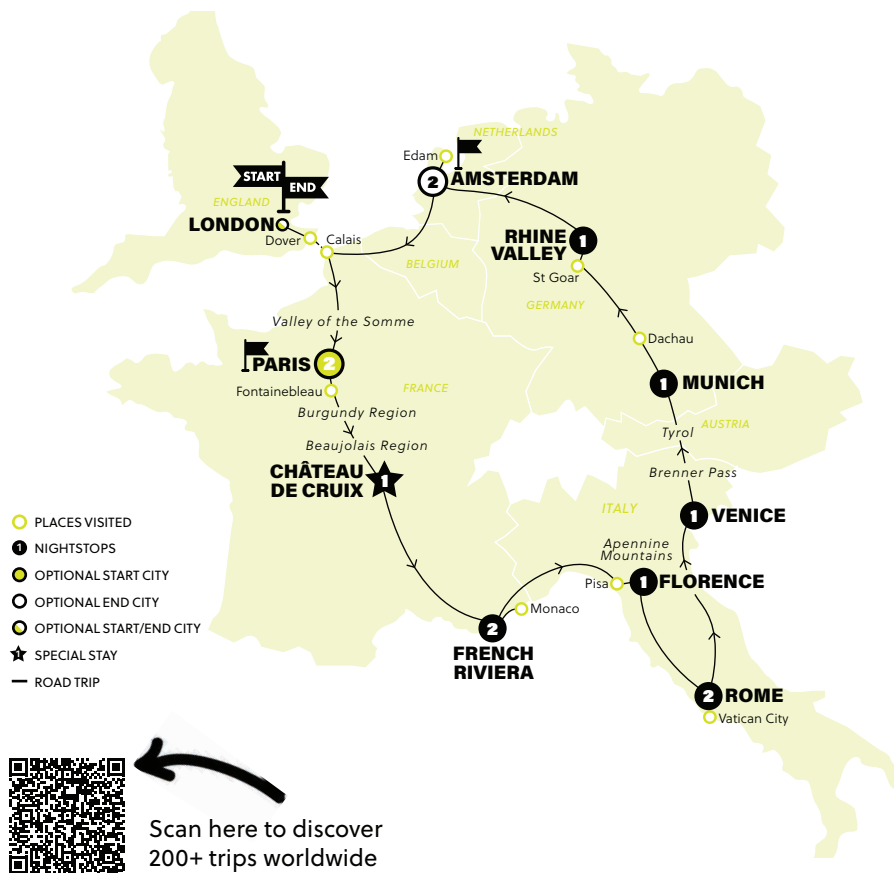 NETHERLANDS
Edam
2
AMSTERDAM
START
END
ENGLAND
LONDON
Dover
Calais
RHINE
VALLEY
1
St Goar
BELGIUM
GERMANY
Valley of the Somme
Dachau
PARIS
2
Fontainebleau
FRANCE
1
MUNICH
Burgundy Region
AUSTRIA
Tyrol
Beaujolais Region
Brenner Pass
CHÂTEAU
DE CRUIX
1
ITALY
1
VENICE
Apennine
Mountains
Pisa
1
FLORENCE
Monaco
2
FRENCH
RIVIERA
2
ROME
Vatican City
PLACES VISITED
1 NIGHTSTOPS
OPTIONAL START CITY
OPTIONAL END CITY
OPTIONAL START/END CITY
1 SPECIAL STAY
ROAD TRIP
Scan here to discover
200+ trips worldwide